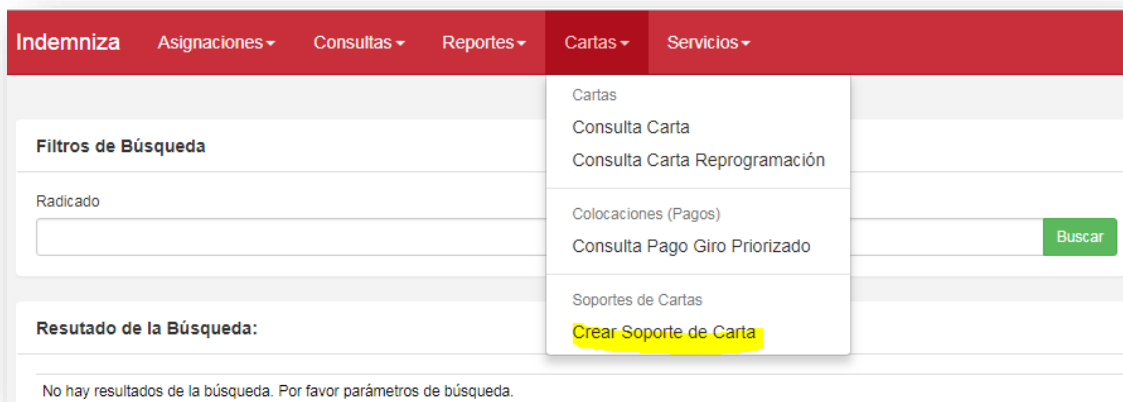 Indemniza Asignaciones Consultas Reportes Cartas Servicios
Cartas
Consulta Carta
Consulta Carta Reprogramación
Colocaciones (Pagos)
Consulta Pago Giro Priorizado
Soportes de Cartas
Crear Soporte de Carta
Filtros de Búsqueda
Radicado
Buscar
Resutado de la Búsqueda:
No hay resultados de la búsqueda. Por favor parámetros de búsqueda.